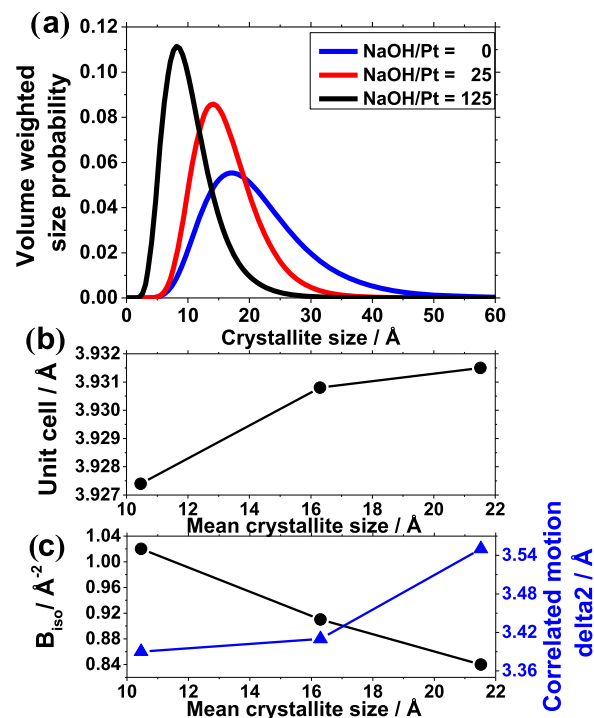 (a)
NaOH/Pt = 0
NaOH/Pt = 25
NaOH/Pt = 125
Volume weighted
size probability
0.12
0.10
0.08
0.06
0.04
0.02
0.00
0 10 20 30 40 50 60
Crystallite size / Å
(b)
Unit cell / Å
3.932
3.931
3.930
3.929
3.928
3.927
10 12 14 16 18 20 22
Mean crystallite size / Å
(c)
Biso/ Å-2
1.04
1.00
0.96
0.92
0.88
0.84
3.54
3.48
3.42
3.36
Correlated motion
delta2 / Å
10 12 14 16 18 20 22
Mean crystallite size / Å